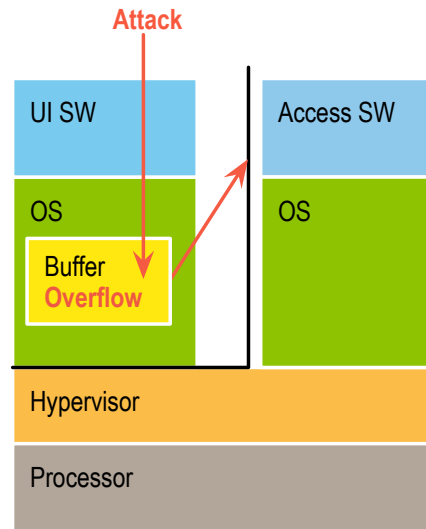 Attack
UI SW
Access SW
OS
OS
Buffer
Overflow
Hypervisor
Processor